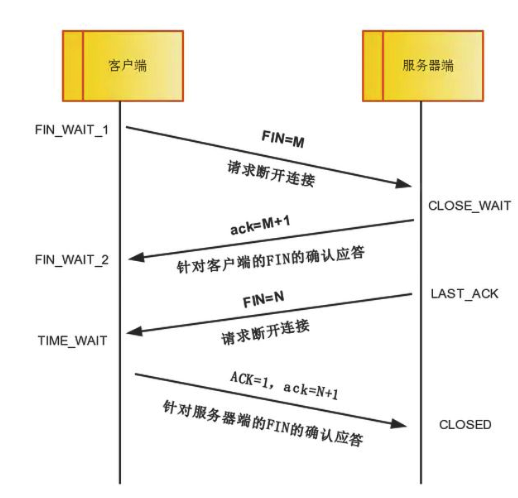 客户端
服务器端
FIN_WAIT_1
FIN=M
请求断开连接
CLOSE_WAIT
ack=M+1
FIN_WAIT_2
针对客户端的FIN的确认应答
FIN=N
LAST_ACK
请求断开连接
TIME_WAIT
ACK=1, ack=N+1
针对服务器端的FIN的确认应答
CLOSED